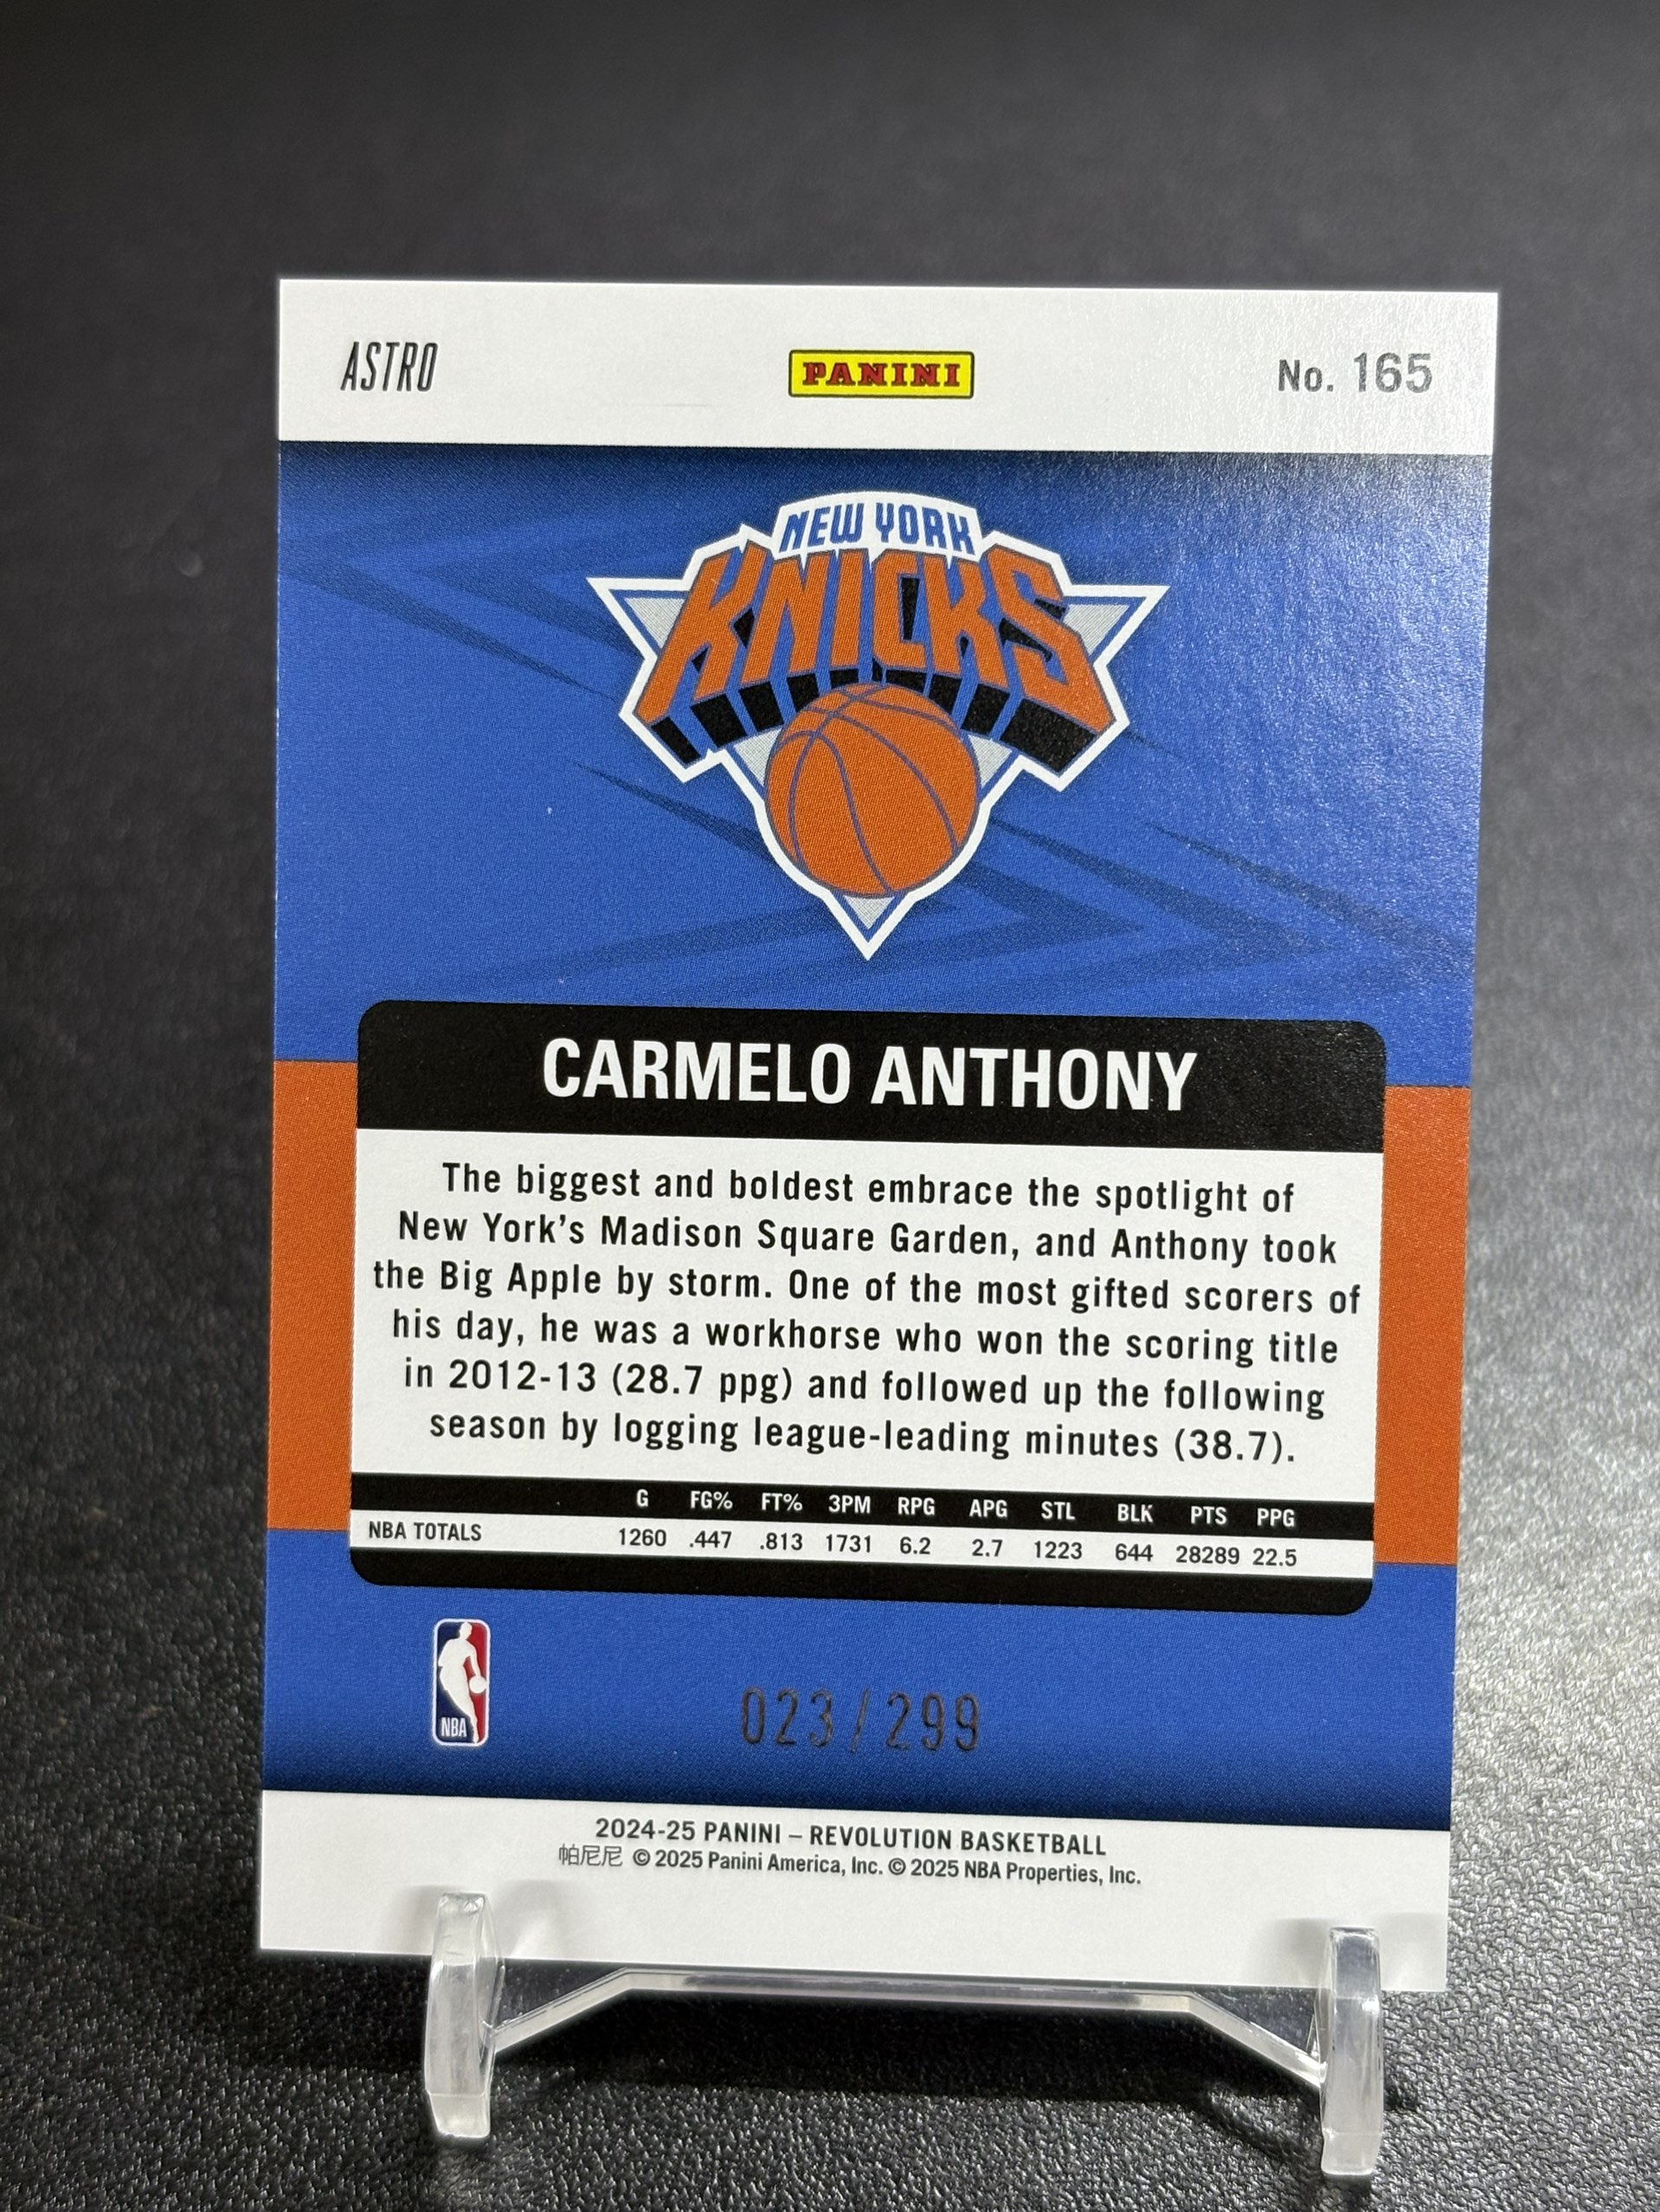 ASTRO
PANINI
No. 165
NEW YORK
KNICKS
CARMELO ANTHONY
The biggest and boldest embrace the spotlight of
New York's Madison Square Garden, and Anthony took
the Big Apple by storm. One of the most gifted scorers of
his day, he was a workhorse who won the scoring title
in 2012-13 (28.7 ppg) and followed up the following
season by logging league-leading minutes (38.7).
G FG% FT% 3PM RPG APG STL BLK PTS PPG
NBA TOTALS 1260 .447 .813 1731 6.2 2.7 1223 644 28289 22.5
NBA
023/299
2024-25 PANINI – REVOLUTION BASKETBALL
帕尼尼 © 2025 Panini America, Inc. © 2025 NBA Properties, Inc.